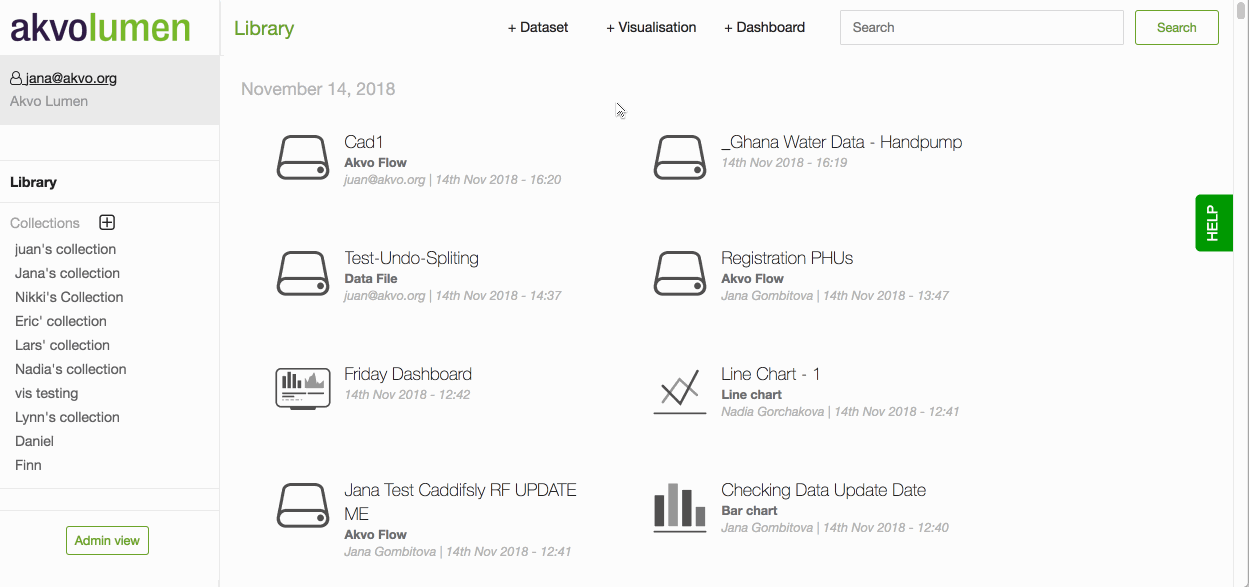 akvolumen
jana@akvo.org
Akvo Lumen
Library
Collections
juan's collection
Jana's collection
Nikki's Collection
Eric' collection
Lars' collection
Nadia's collection
vis testing
Lynn's collection
Daniel
Finn
Admin view
Library
+ Dataset
+ Visualisation
+ Dashboard
Search
Search
November 14, 2018
Cad1
Akvo Flow
juan@akvo.org | 14th Nov 2018 - 16:20
_Ghana Water Data - Handpump
14th Nov 2018 - 16:19
Test-Undo-Spliting
Data File
juan@akvo.org | 14th Nov 2018 - 14:37
Registration PHUs
Akvo Flow
Jana Gombitova | 14th Nov 2018 - 13:47
Friday Dashboard
14th Nov 2018 - 12:42
Line Chart - 1
Line chart
Nadia Gorchakova | 14th Nov 2018 - 12:41
Jana Test Caddifsly RF UPDATE
ME
Akvo Flow
Jana Gombitova | 14th Nov 2018 - 12:41
Checking Data Update Date
Bar chart
Jana Gombitova | 14th Nov 2018 - 12:40
HELP